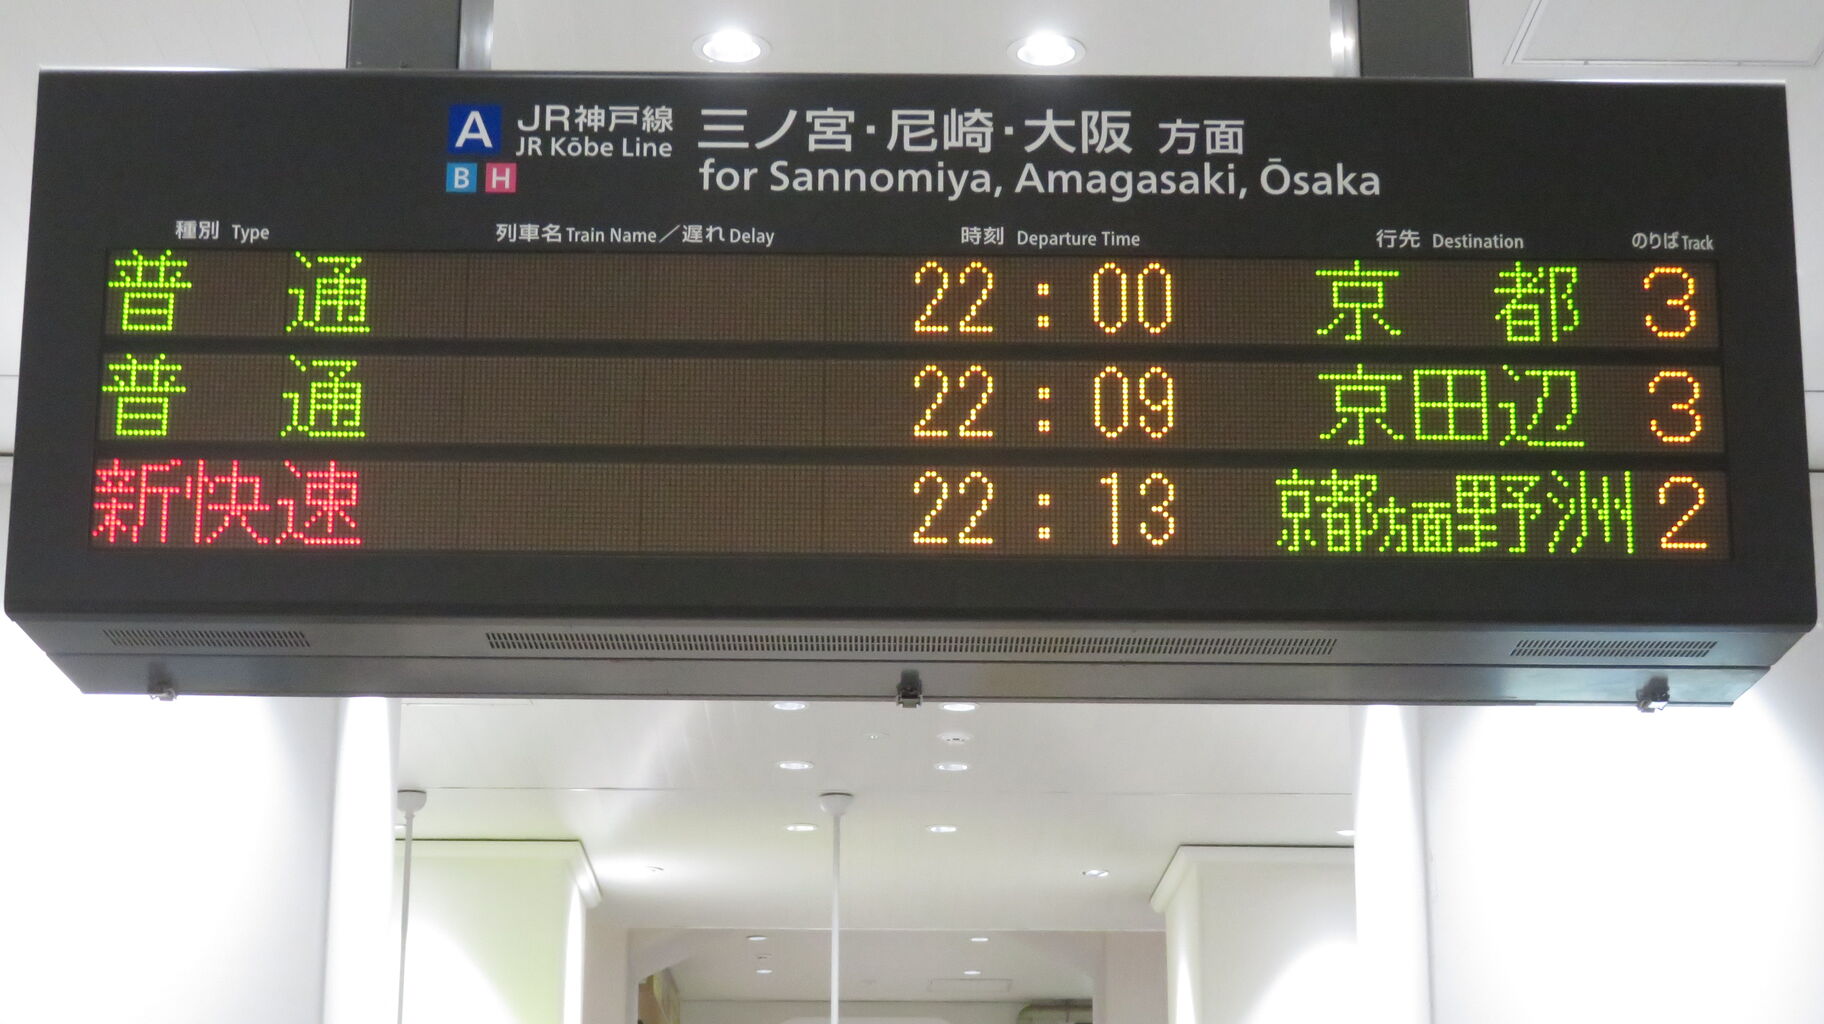 A JR神戸線 三ノ宮・尼崎・大阪 方面
JR Kōbe Line
B H for Sannomiya, Amagasaki, Ōsaka
種別 Type 列車名 Train Name／遅れ Delay 時刻 Departure Time 行先 Destination のりば Track
普通 22:00 京都 3
普通 22:09 京田辺 3
新快速 22:13 京都方面野洲 2